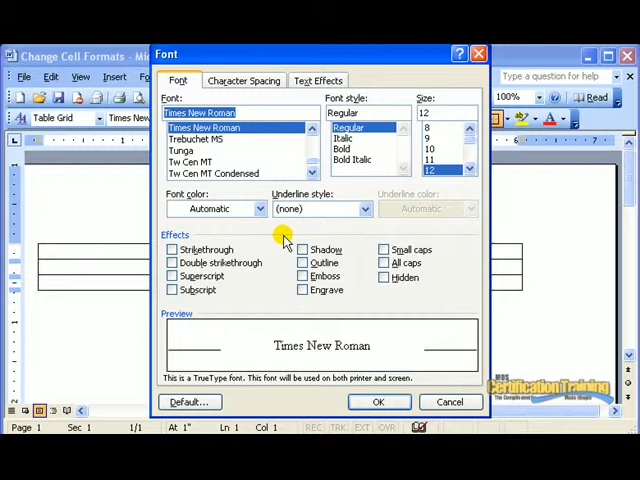 Change Cell Formats - Mic
Font
File Edit View
Type a question for help
100% Read
Table Grid Times New
Font Character Spacing Text Effects
Font: Font style: Size:
Times New Roman Regular 12
Times New Roman Regular 8
Trebuchet MS Italic 9
Tunga Bold 10
Tw Cen MT Bold Italic 11
Tw Cen MT Condensed 12
Font color: Underline style: Underline color:
Automatic (none) Automatic
Effects
Strikethrough Shadow Small caps
Double strikethrough Outline All caps
Superscript Emboss Hidden
Subscript Engrave
Preview
Times New Roman
This is a TrueType font. This font will be used on both printer and screen.
MOS
Certification Training
Default... OK Cancel
Page 1 Sec 1 1/1 At 1" Ln 1 Col 1 REC TRK EXT OVR